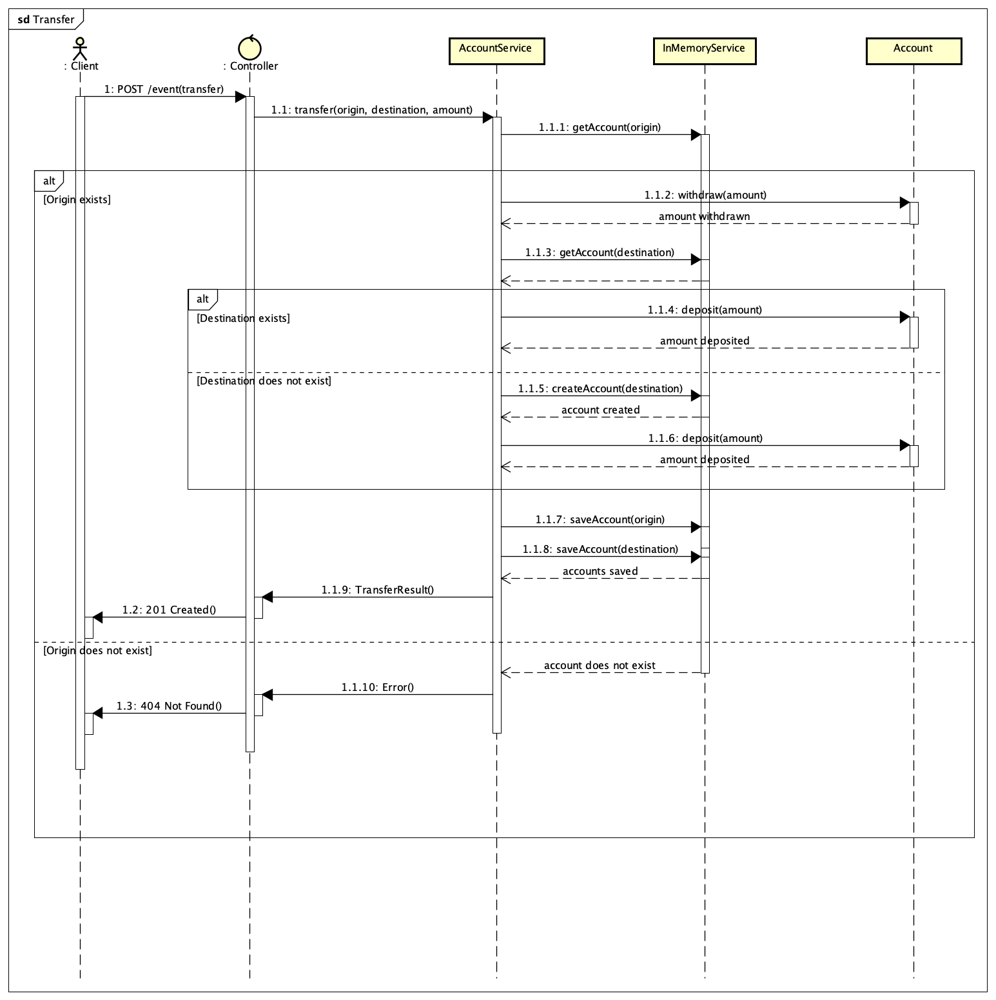 sd Transfer
: Client
: Controller
AccountService
InMemoryService
Account
1: POST /event(transfer)
1.1: transfer(origin, destination, amount)
1.1.1: getAccount(origin)
alt
[Origin exists]
1.1.2: withdraw(amount)
amount withdrawn
1.1.3: getAccount(destination)
alt
[Destination exists]
1.1.4: deposit(amount)
amount deposited
[Destination does not exist]
1.1.5: createAccount(destination)
account created
1.1.6: deposit(amount)
amount deposited
1.1.7: saveAccount(origin)
1.1.8: saveAccount(destination)
accounts saved
1.1.9: TransferResult()
1.2: 201 Created()
[Origin does not exist]
account does not exist
1.1.10: Error()
1.3: 404 Not Found()